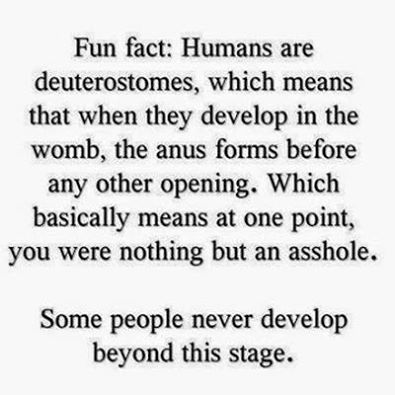 Fun fact: Humans are
deuterostomes, which means
that when they develop in the
womb, the anus forms before
any other opening. Which
basically means at one point,
you were nothing but an asshole.
Some people never develop
beyond this stage.